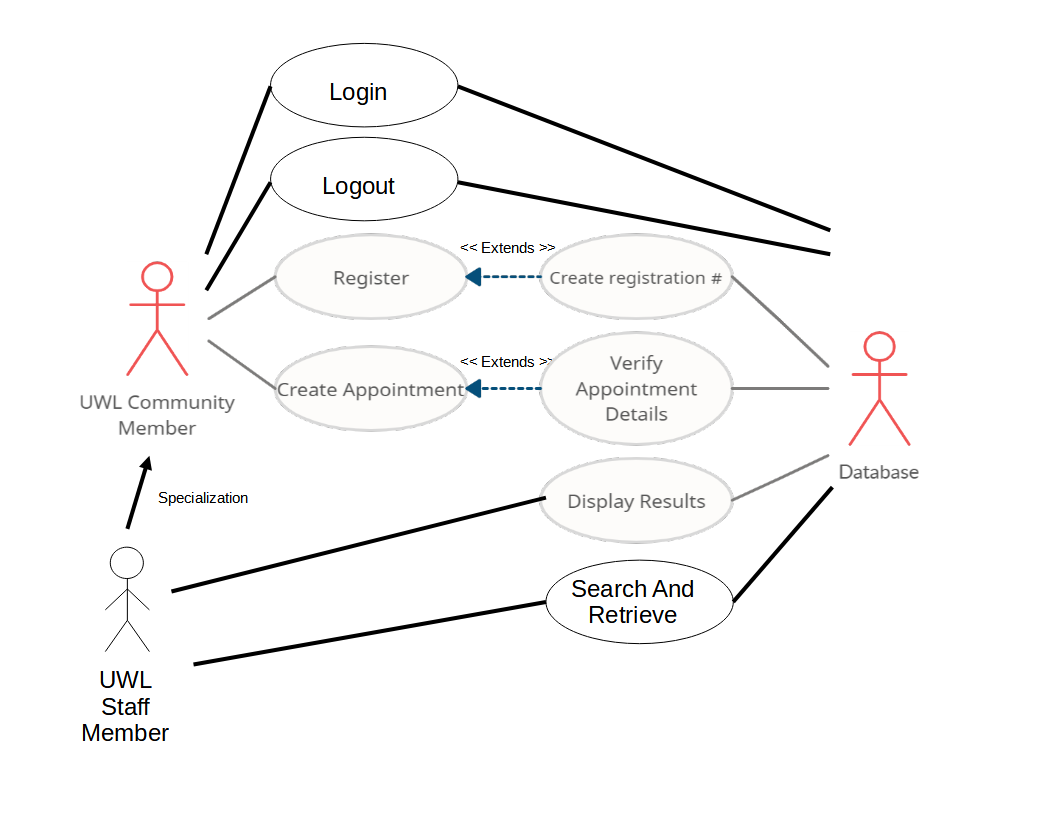 Login
Logout
<< Extends >>
Register
Create registration #
<< Extends >>
Verify
Appointment
Details
Create Appointment
UWL Community
Member
Database
Specialization
Display Results
Search And
Retrieve
UWL
Staff
Member